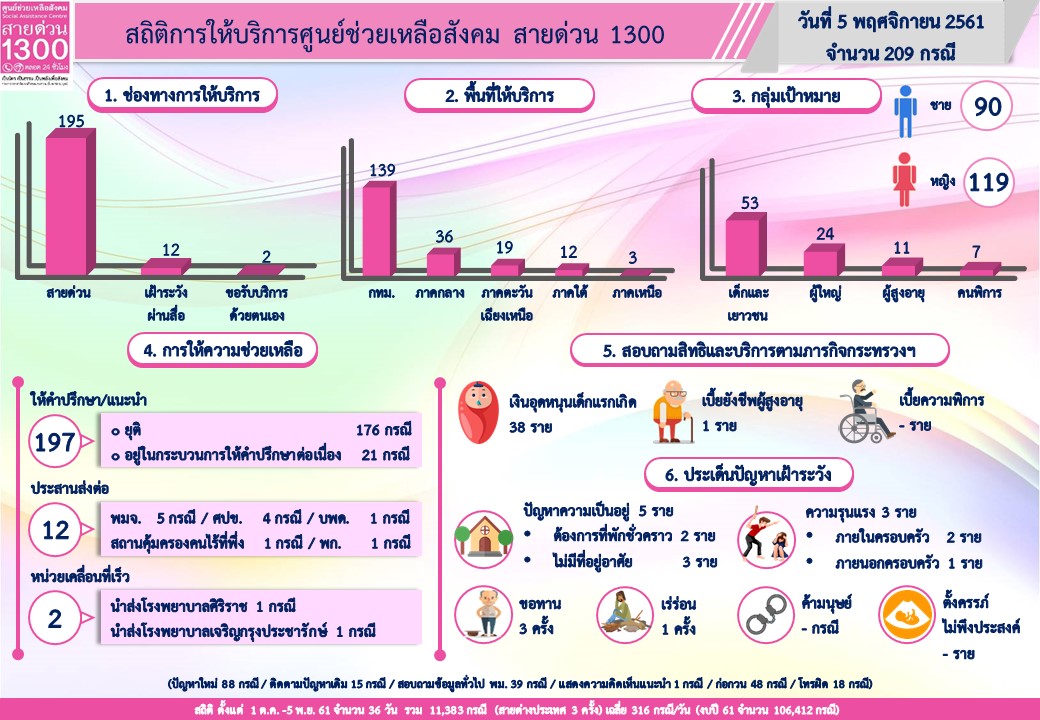 ศูนย์ช่วยเหลือสังคม
Social Assistance Centre
สายด่วน
1300
ตลอด 24 ชั่วโมง
สถิติการให้บริการศูนย์ช่วยเหลือสังคม สายด่วน 1300
วันที่ 5 พฤศจิกายน 2561
จำนวน 209 กรณี
1. ช่องทางการให้บริการ
195
12
2
สายด่วน
เฝ้าระวัง
ผ่านสื่อ
ขอรับบริการ
ด้วยตนเอง
2. พื้นที่ให้บริการ
139
36
19
12
3
กทม.
ภาคกลาง
ภาคตะวัน
เฉียงเหนือ
ภาคใต้
ภาคเหนือ
3. กลุ่มเป้าหมาย
ชาย 90
หญิง 119
53
24
11
7
เด็กและ
เยาวชน
ผู้ใหญ่
ผู้สูงอายุ
คนพิการ
4. การให้ความช่วยเหลือ
ให้คำปรึกษา/แนะนำ
197
o ยุติ 176 กรณี
o อยู่ในกระบวนการให้คำปรึกษาต่อเนื่อง 21 กรณี
ประสานส่งต่อ
12
พมจ. 5 กรณี / ศปข. 4 กรณี / บพด. 1 กรณี
สถานคุ้มครองคนไร้ที่พึ่ง 1 กรณี / พก. 1 กรณี
หน่วยเคลื่อนที่เร็ว
2
นำส่งโรงพยาบาลศิริราช 1 กรณี
นำส่งโรงพยาบาลเจริญกรุงประชารักษ์ 1 กรณี
5. สอบถามสิทธิและบริการตามภารกิจกระทรวงฯ
เงินอุดหนุนเด็กแรกเกิด
38 ราย
เบี้ยยังชีพผู้สูงอายุ
1 ราย
เบี้ยความพิการ
- ราย
6. ประเด็นปัญหาเฝ้าระวัง
ปัญหาความเป็นอยู่ 5 ราย
• ต้องการที่พักชั่วคราว 2 ราย
• ไม่มีที่อยู่อาศัย 3 ราย
ความรุนแรง 3 ราย
• ภายในครอบครัว 2 ราย
• ภายนอกครอบครัว 1 ราย
ขอทาน
3 ครั้ง
เร่ร่อน
1 ครั้ง
ค้ามนุษย์
- กรณี
ตั้งครรภ์
ไม่พึงประสงค์
- ราย
(ปัญหาใหม่ 88 กรณี / ติดตามปัญหาเดิม 15 กรณี / สอบถามข้อมูลทั่วไป พม. 39 กรณี / แสดงความคิดเห็นแนะนำ 1 กรณี / ก่อกวน 48 กรณี / โทรผิด 18 กรณี)
สถิติ ตั้งแต่ 1 ต.ค. -5 พ.ย. 61 จำนวน 36 วัน รวม 11,383 กรณี (สายต่างประเทศ 3 ครั้ง) เฉลี่ย 316 กรณี/วัน (งบปี 61 จำนวน 106,412 กรณี)